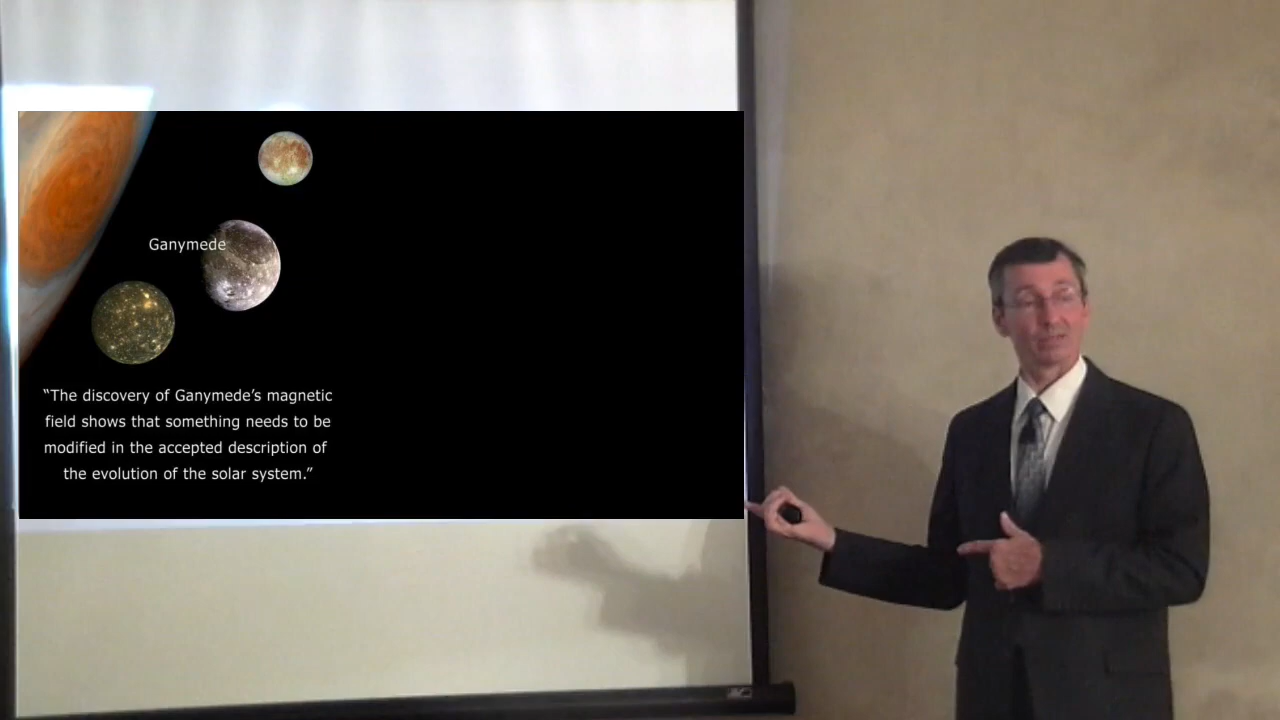 Ganymede
“The discovery of Ganymede’s magnetic
field shows that something needs to be
modified in the accepted description of
the evolution of the solar system.”